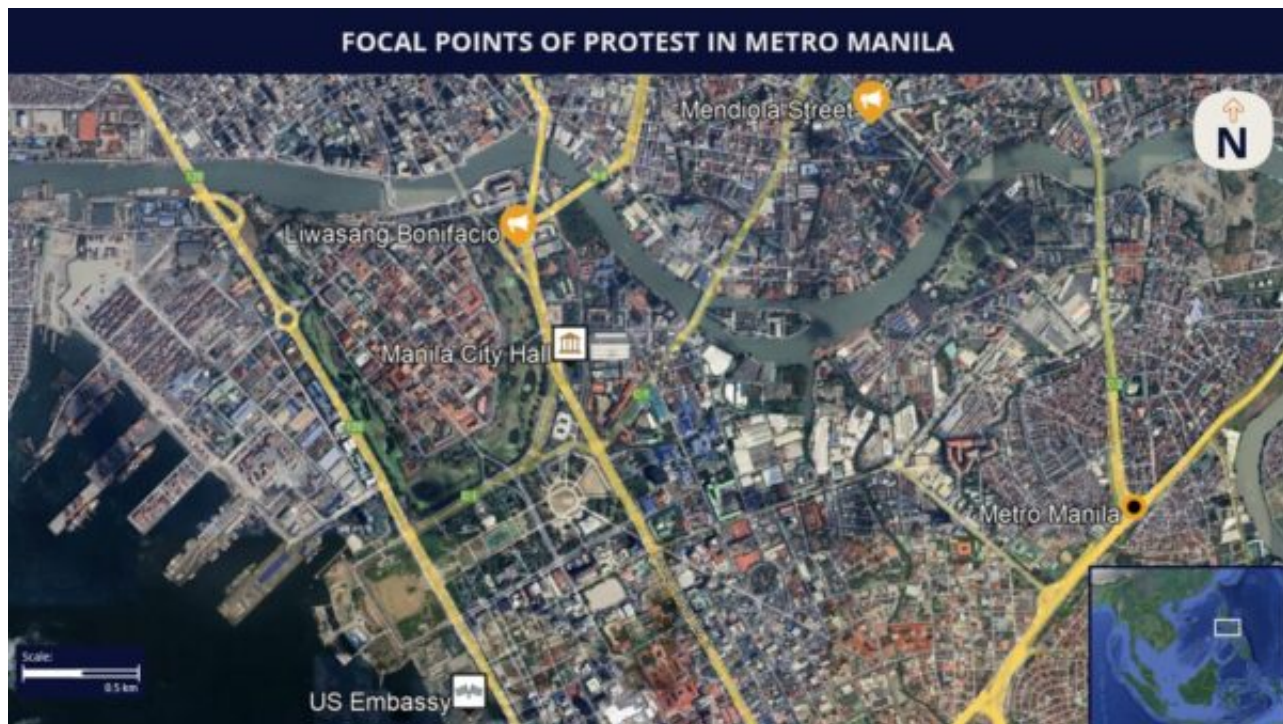 FOCAL POINTS OF PROTEST IN METRO MANILA
Mendiola Street
N
Liwasang Bonifacio
Manila City Hall
Metro Manila
Scale:
0.5 km
US Embassy